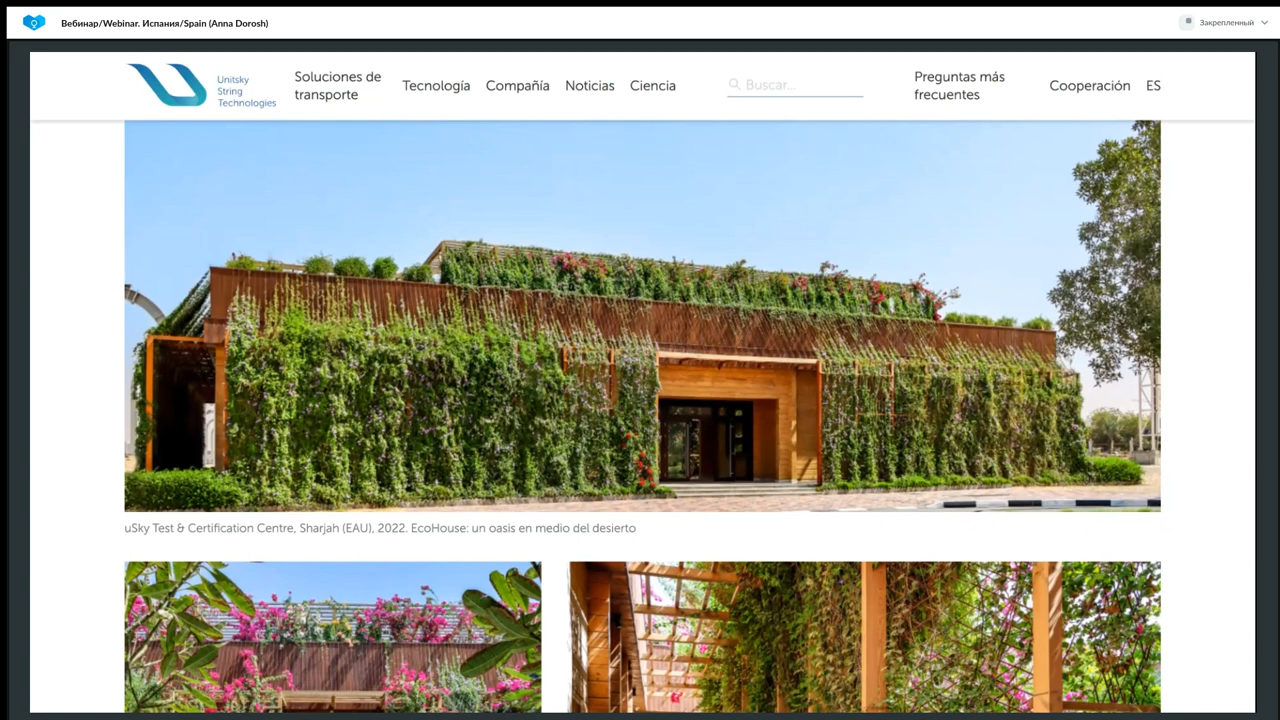 Вебинар/Webinar. Испания/Spain (Anna Dorosh)
Закрепленный
Unitsky
String
Technologies
Soluciones de
transporte
Tecnología
Compañía
Noticias
Ciencia
Buscar...
Preguntas más
frecuentes
Cooperación
ES
uSky Test & Certification Centre, Sharjah (EAU), 2022. EcoHouse: un oasis en medio del desierto